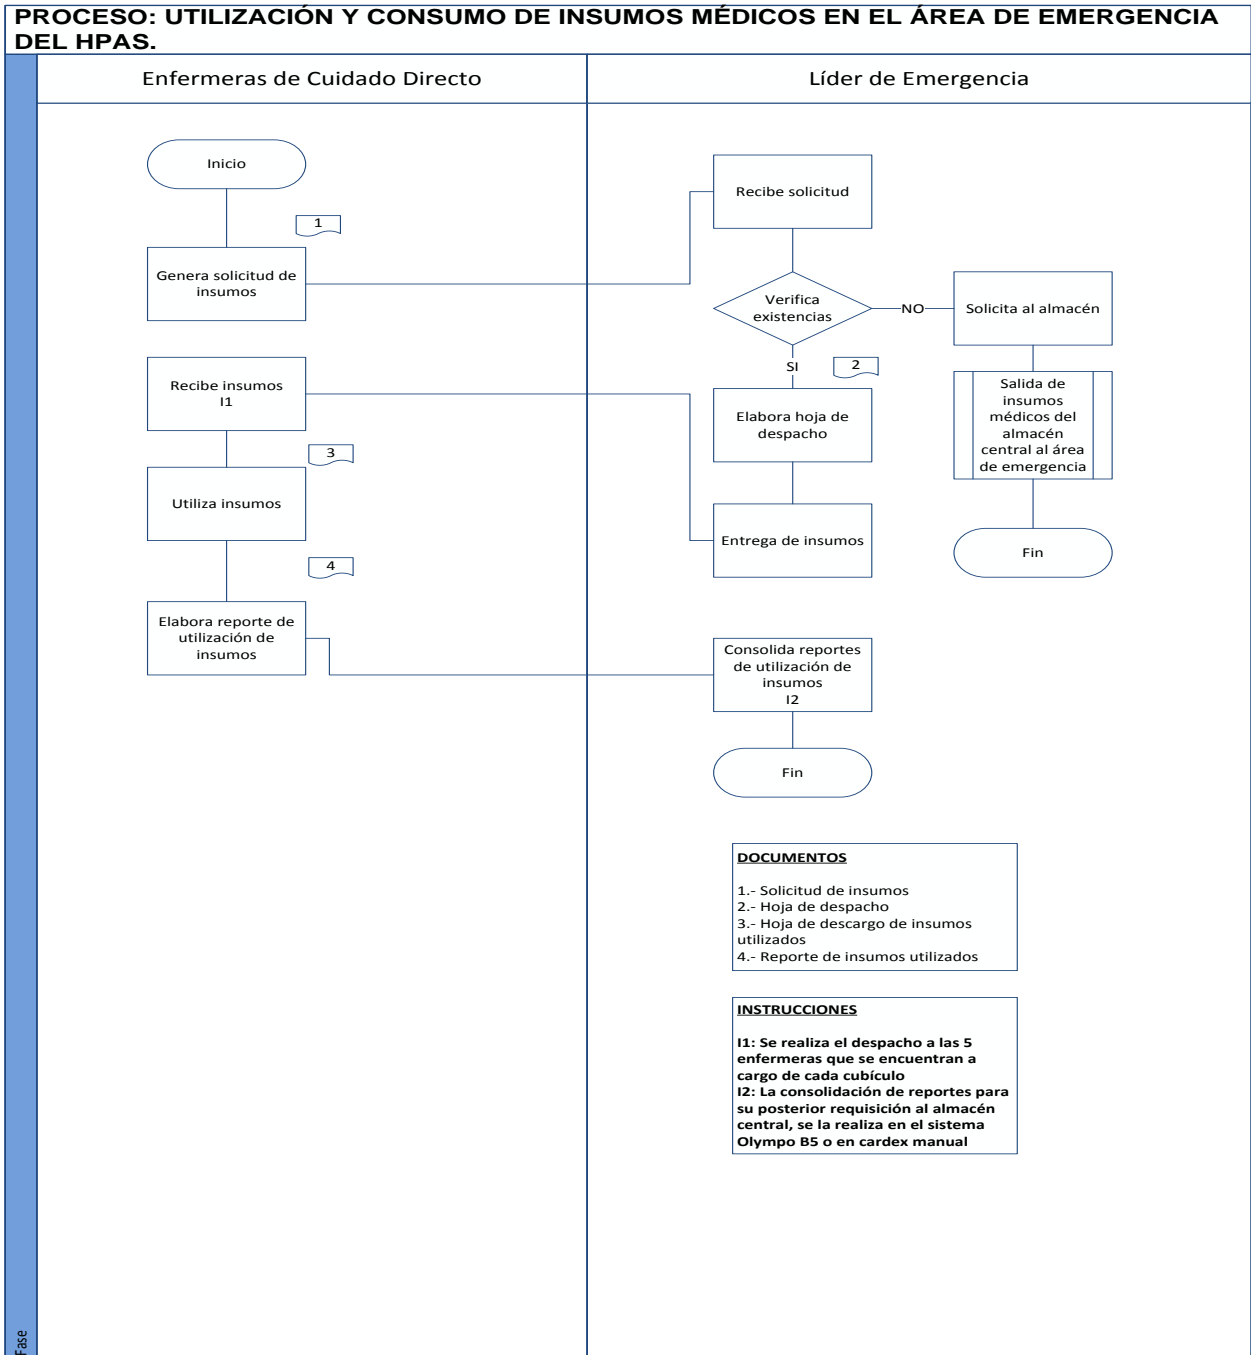 PROCESO: UTILIZACIÓN Y CONSUMO DE INSUMOS MÉDICOS EN EL ÁREA DE EMERGENCIA
DEL HPAS.
Enfermeras de Cuidado Directo
Líder de Emergencia
Inicio
1
Genera solicitud de
insumos
Recibe solicitud
Verifica
existencias
NO
Solicita al almacén
SI
2
Recibe insumos
I1
Elabora hoja de
despacho
Salida de
insumos
médicos del
almacén
central al área
de emergencia
3
Utiliza insumos
Entrega de insumos
Fin
4
Elabora reporte de
utilización de
insumos
Consolida reportes
de utilización de
insumos
I2
Fin
DOCUMENTOS
1.- Solicitud de insumos
2.- Hoja de despacho
3.- Hoja de descargo de insumos
utilizados
4.- Reporte de insumos utilizados
INSTRUCCIONES
I1: Se realiza el despacho a las 5
enfermeras que se encuentran a
cargo de cada cubículo
I2: La consolidación de reportes para
su posterior requisición al almacén
central, se la realiza en el sistema
Olympo B5 o en cardex manual
Fase